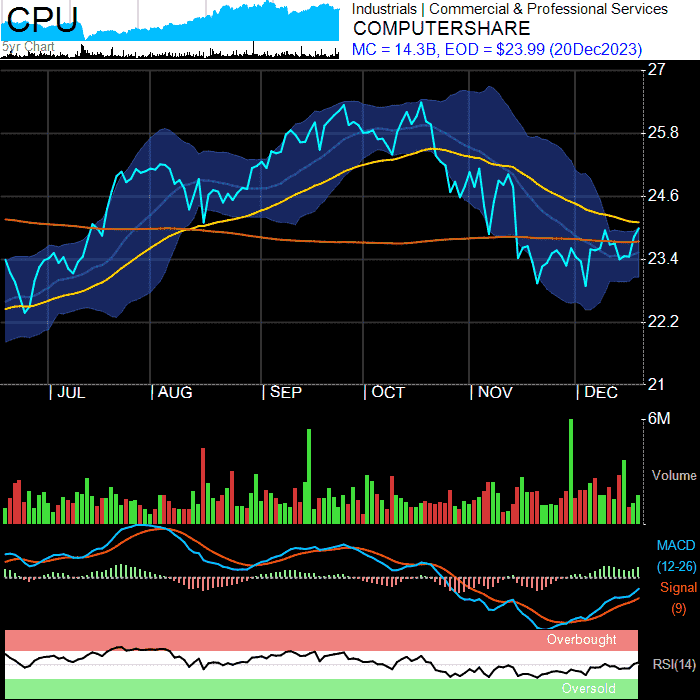 CPU
5yr Chart
Industrials | Commercial & Professional Services
COMPUTERSHARE
MC = 14.3B, EOD = $23.99 (20Dec2023)
27
25.8
24.6
23.4
22.2
21
| JUL | AUG | SEP | OCT | NOV | DEC
6M
Volume
MACD
(12-26)
Signal
(9)
Overbought
RSI(14)
Oversold